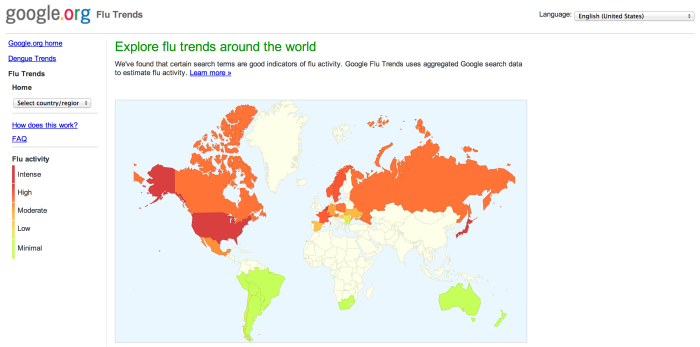 google.org Flu Trends
Language: English (United States)
Google.org home
Dengue Trends
Flu Trends
Home
Select country/region
How does this work?
FAQ
Flu activity
Intense
High
Moderate
Low
Minimal
Explore flu trends around the world
We've found that certain search terms are good indicators of flu activity. Google Flu Trends uses aggregated Google search data
to estimate flu activity. Learn more »